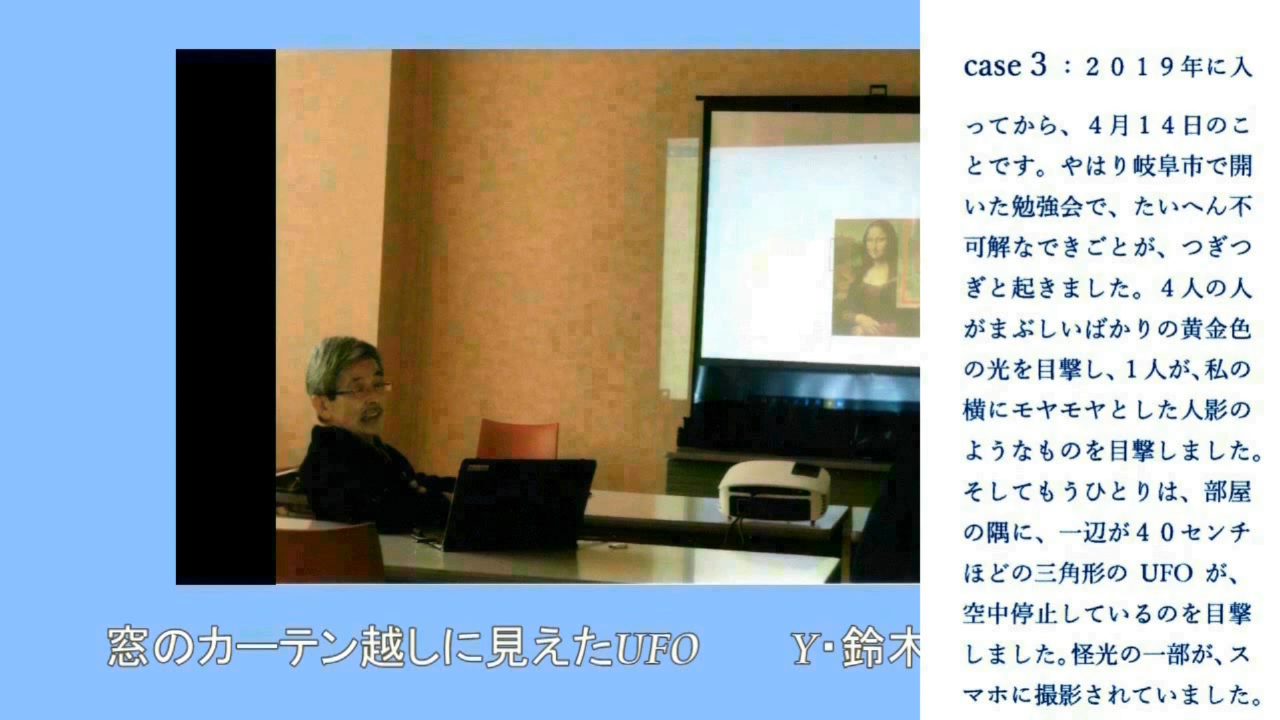 case 3：２０１９年に入
ってから、４月１４日のこ
とです。やはり岐阜市で開
いた勉強会で、たいへん不
可解なできごとが、つぎつ
ぎと起きました。４人の人
がまぶしいばかりの黄金色
の光を目撃し、1人が、私の
横にモヤモヤとした人影の
ようなものを目撃しました。
そしてもうひとりは、部屋
の隅に、一辺が４０センチ
ほどの三角形の UFO が、
空中停止しているのを目撃
しました。怪光の一部が、ス
マホに撮影されていました。
窓のカーテン越しに見えたUFO　　Y・鈴木